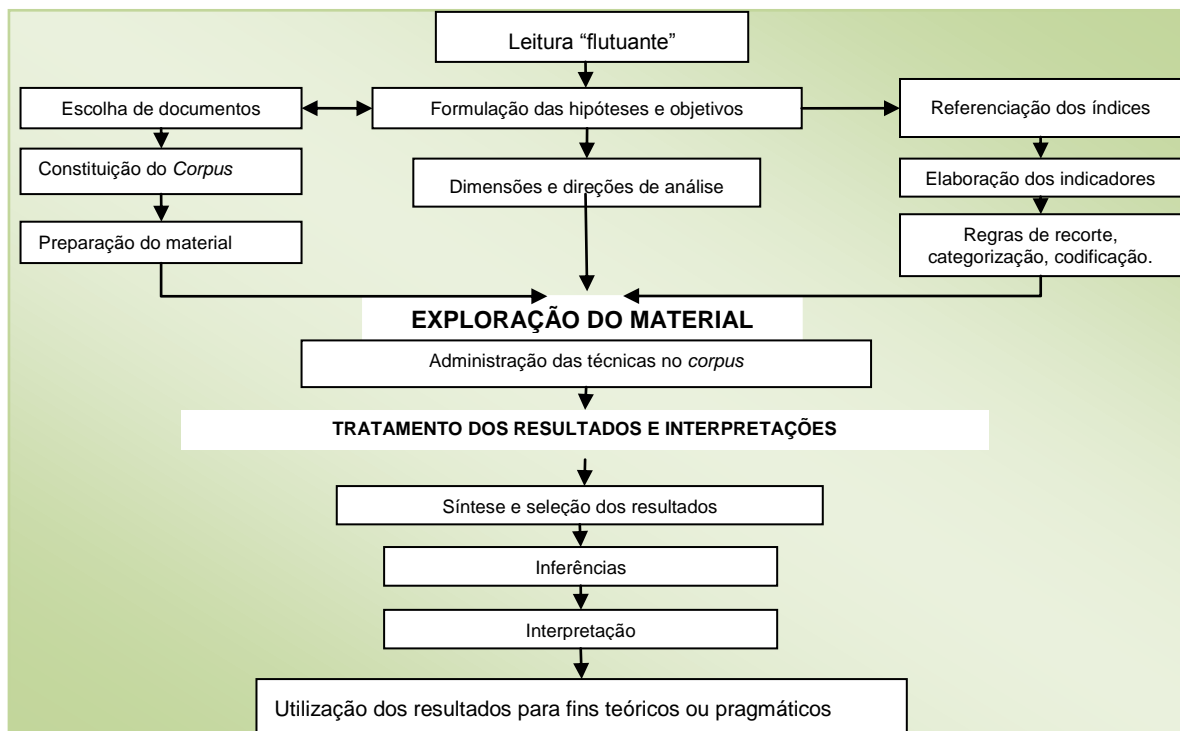 Leitura “flutuante”
Escolha de documentos
Formulação das hipóteses e objetivos
Referenciação dos índices
Constituição do Corpus
Dimensões e direções de análise
Elaboração dos indicadores
Preparação do material
Regras de recorte,
categorização, codificação.
EXPLORAÇÃO DO MATERIAL
Administração das técnicas no corpus
TRATAMENTO DOS RESULTADOS E INTERPRETAÇÕES
Síntese e seleção dos resultados
Inferências
Interpretação
Utilização dos resultados para fins teóricos ou pragmáticos